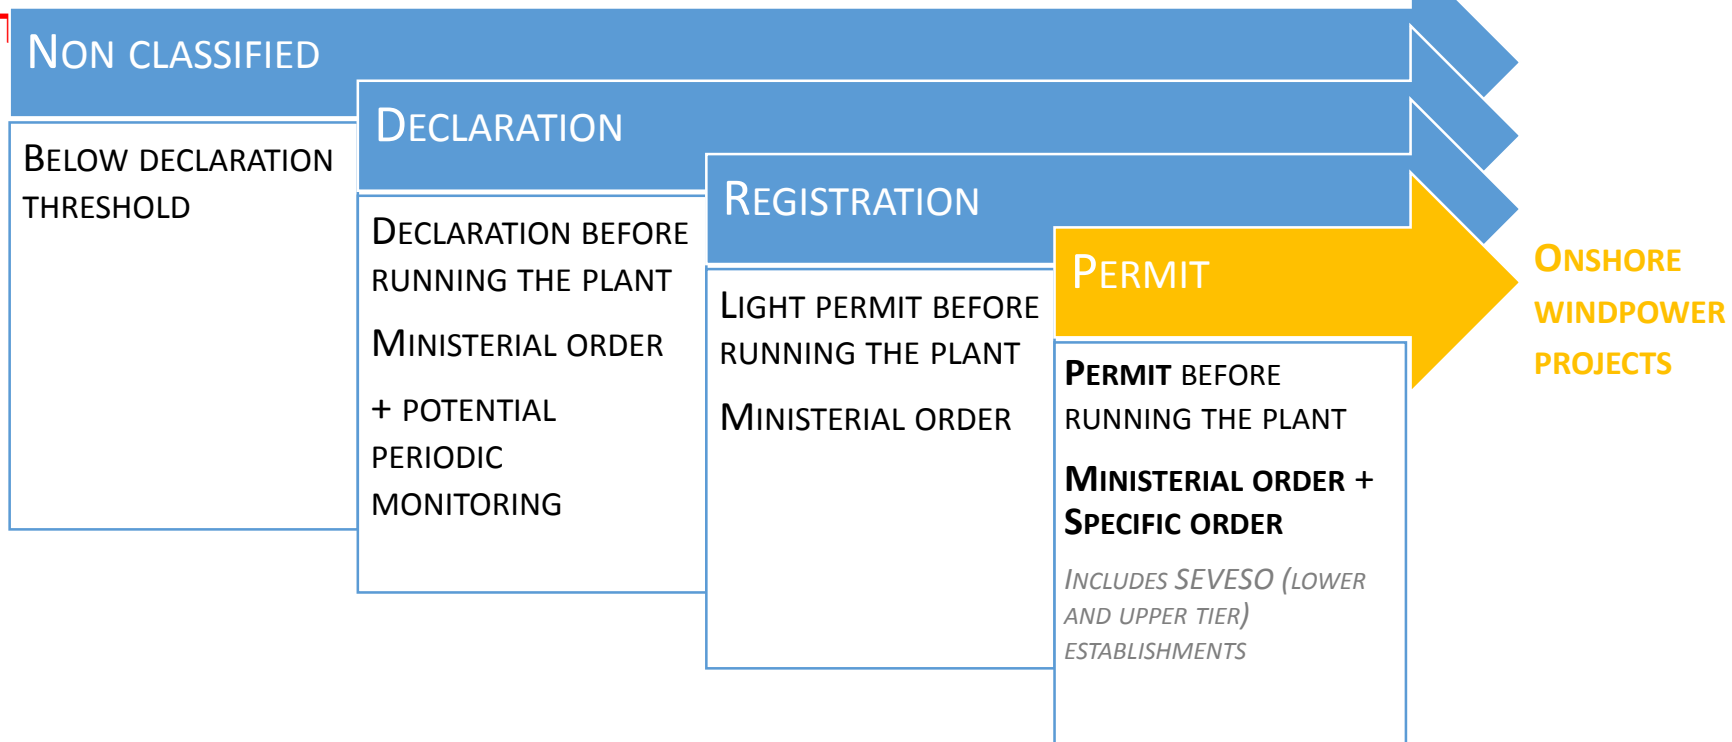 NON CLASSIFIED
BELOW DECLARATION
THRESHOLD
DECLARATION
DECLARATION BEFORE
RUNNING THE PLANT
MINISTERIAL ORDER
+ POTENTIAL
PERIODIC
MONITORING
REGISTRATION
LIGHT PERMIT BEFORE
RUNNING THE PLANT
MINISTERIAL ORDER
PERMIT
PERMIT BEFORE
RUNNING THE PLANT
MINISTERIAL ORDER +
SPECIFIC ORDER
INCLUDES SEVESO (LOWER
AND UPPER TIER)
ESTABLISHMENTS
ONSHORE
WINDPOWER
PROJECTS